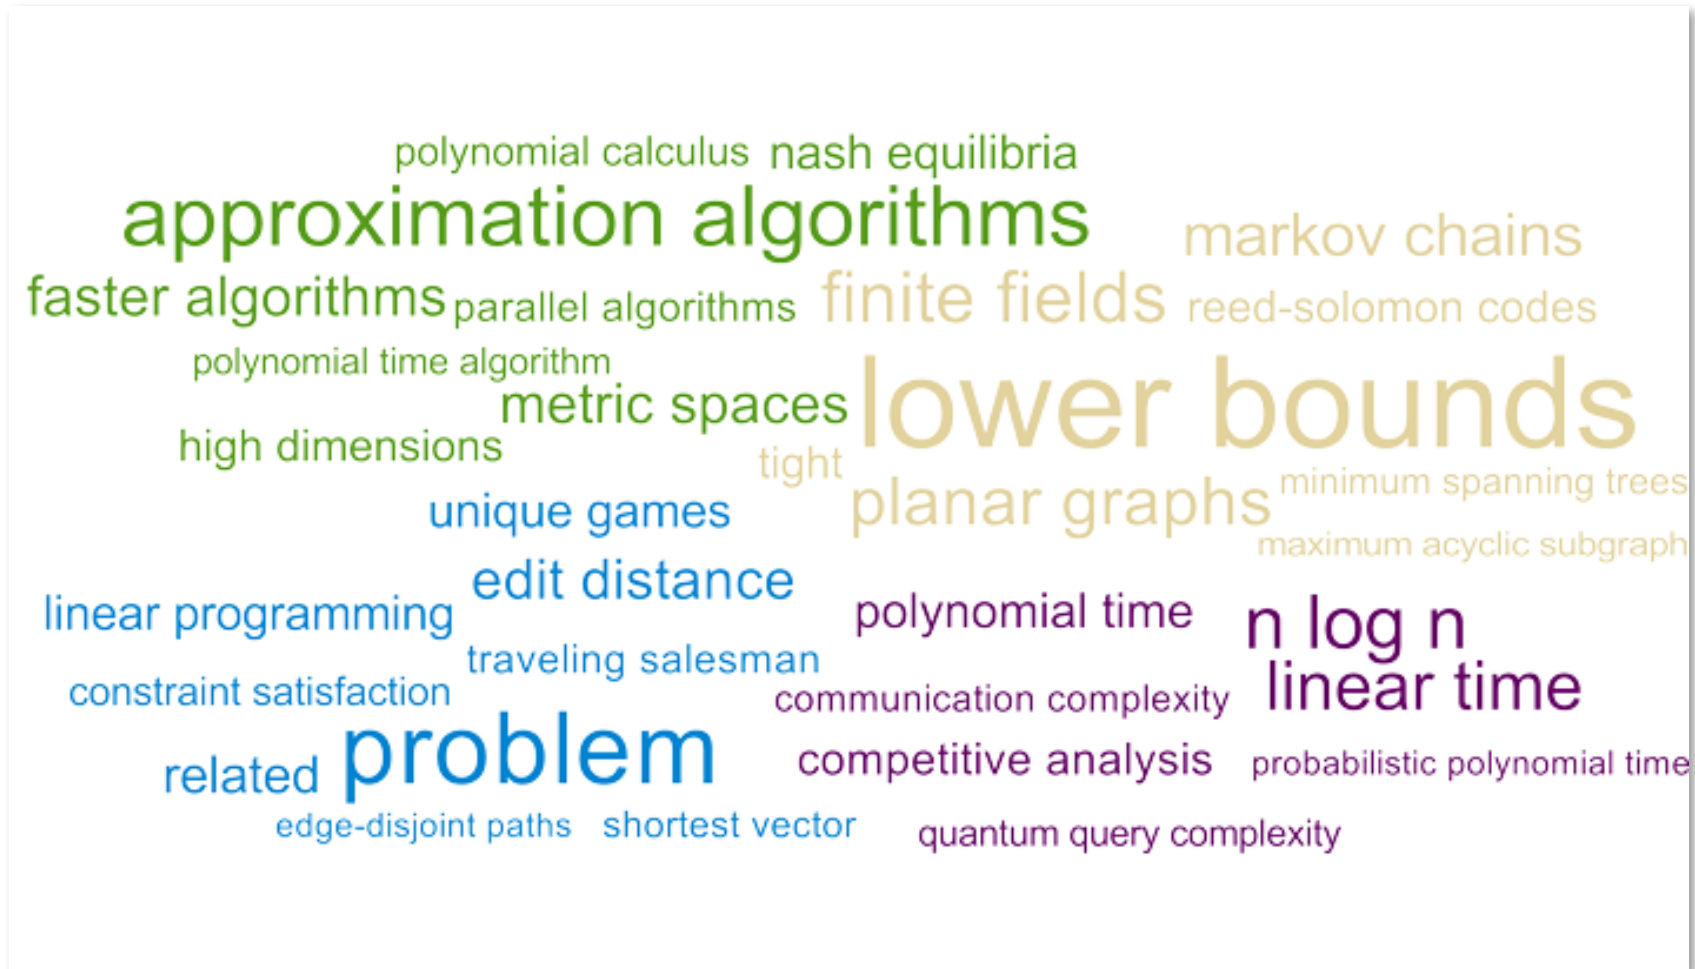 polynomial calculus nash equilibria
approximation algorithms
markov chains
faster algorithms parallel algorithms finite fields reed-solomon codes
polynomial time algorithm
metric spaces lower bounds
high dimensions
tight
planar graphs minimum spanning trees
unique games
maximum acyclic subgraph
edit distance
linear programming polynomial time n log n
traveling salesman
constraint satisfaction communication complexity linear time
related problem competitive analysis probabilistic polynomial time
edge-disjoint paths shortest vector quantum query complexity